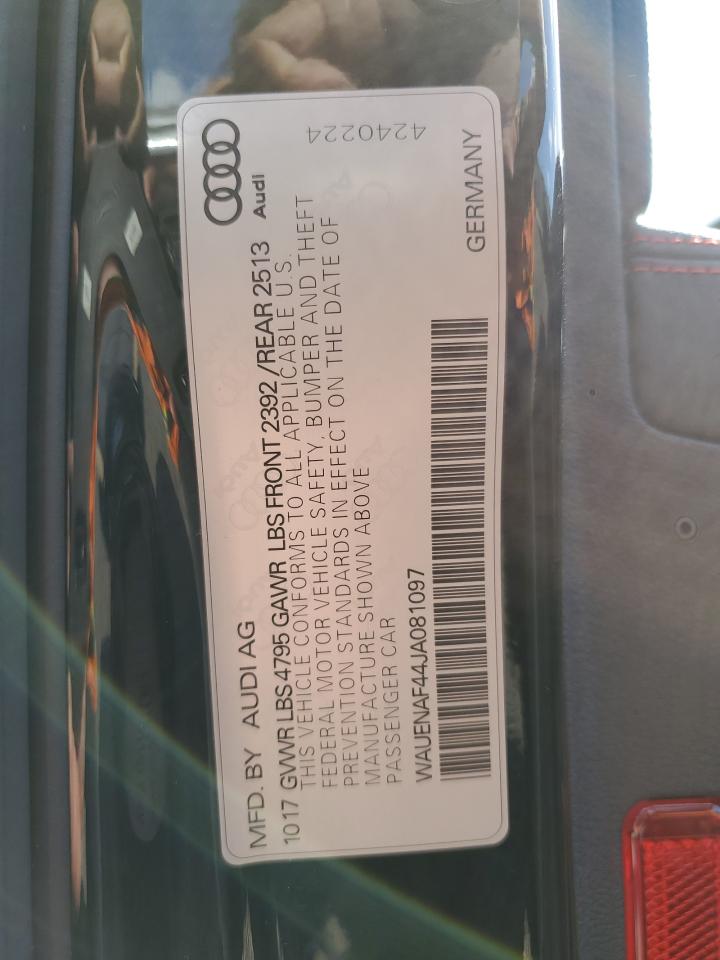 MFD. BY AUDI AG
Audi
1017 GVWR LBS 4795 GAWR LBS FRONT 2392 /REAR 2513
THIS VEHICLE CONFORMS TO ALL APPLICABLE U.S.
FEDERAL MOTOR VEHICLE SAFETY, BUMPER AND THEFT
PREVENTION STANDARDS IN EFFECT ON THE DATE OF
MANUFACTURE SHOWN ABOVE
PASSENGER CAR
4240224
WAUENAF44JA081097
GERMANY